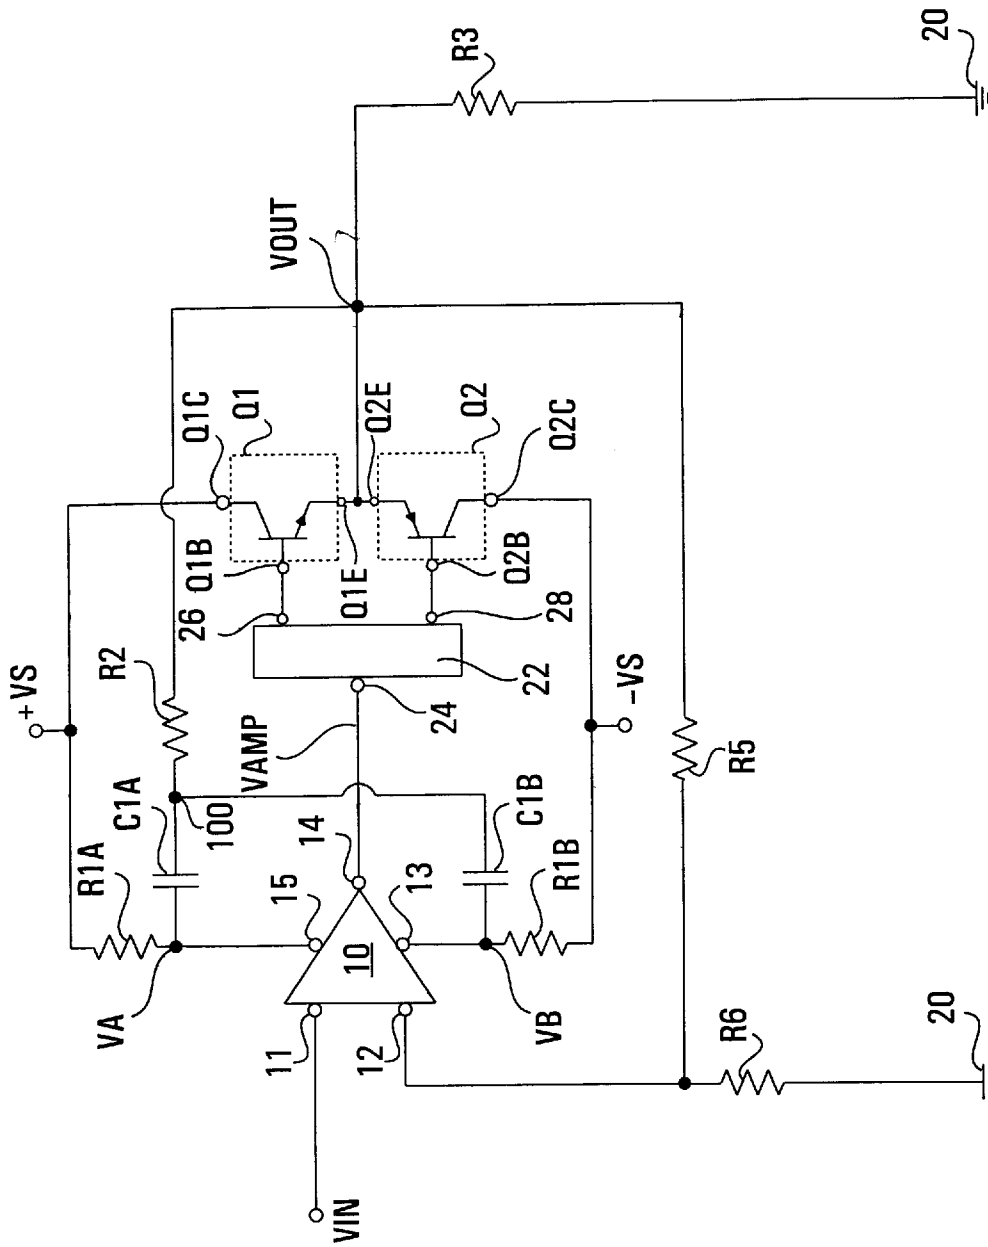 20
R3
VOUT
Q1C
Q1
Q2E
Q2
Q2C
Q1B
Q1E
Q2B
26
28
+VS
R2
22
24
-VS
VAMP
R5
C1A
100
14
C1B
R1A
15
13
R1B
10
VA
11
12
VB
R6
20
VIN